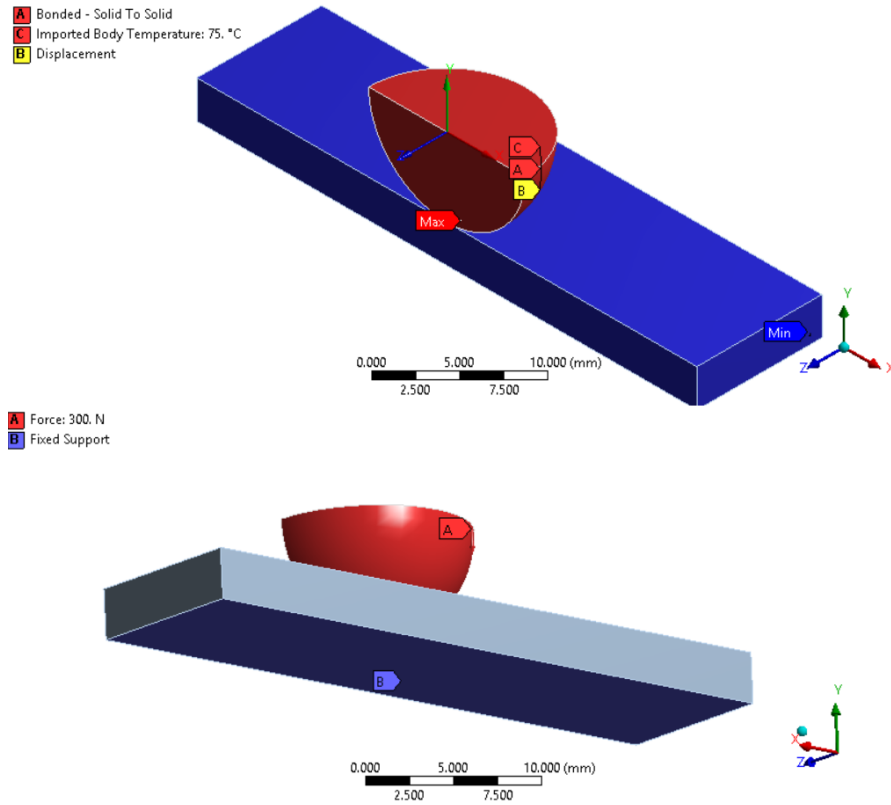 A Bonded - Solid To Solid
C Imported Body Temperature: 75. °C
B Displacement
Y
C
A
B
Max
Y
Min
Z X
0.000 5.000 10.000 (mm)
2.500 7.500
A Force: 300. N
B Fixed Support
A
B
Y
X
Z
0.000 5.000 10.000 (mm)
2.500 7.500